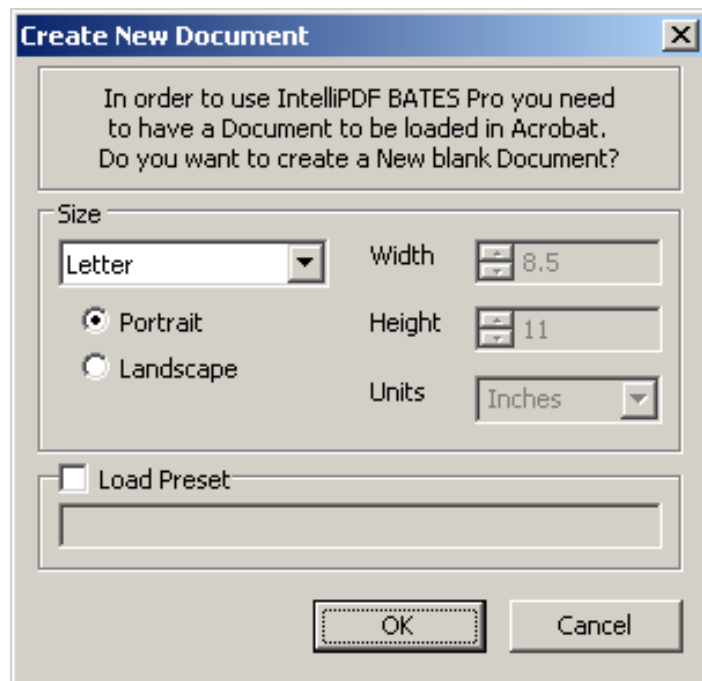 Create New Document
In order to use IntelliPDF BATES Pro you need
to have a Document to be loaded in Acrobat.
Do you want to create a New blank Document?
Size
Letter
Width
8.5
Portrait
Height
11
Landscape
Units
Inches
Load Preset
OK
Cancel